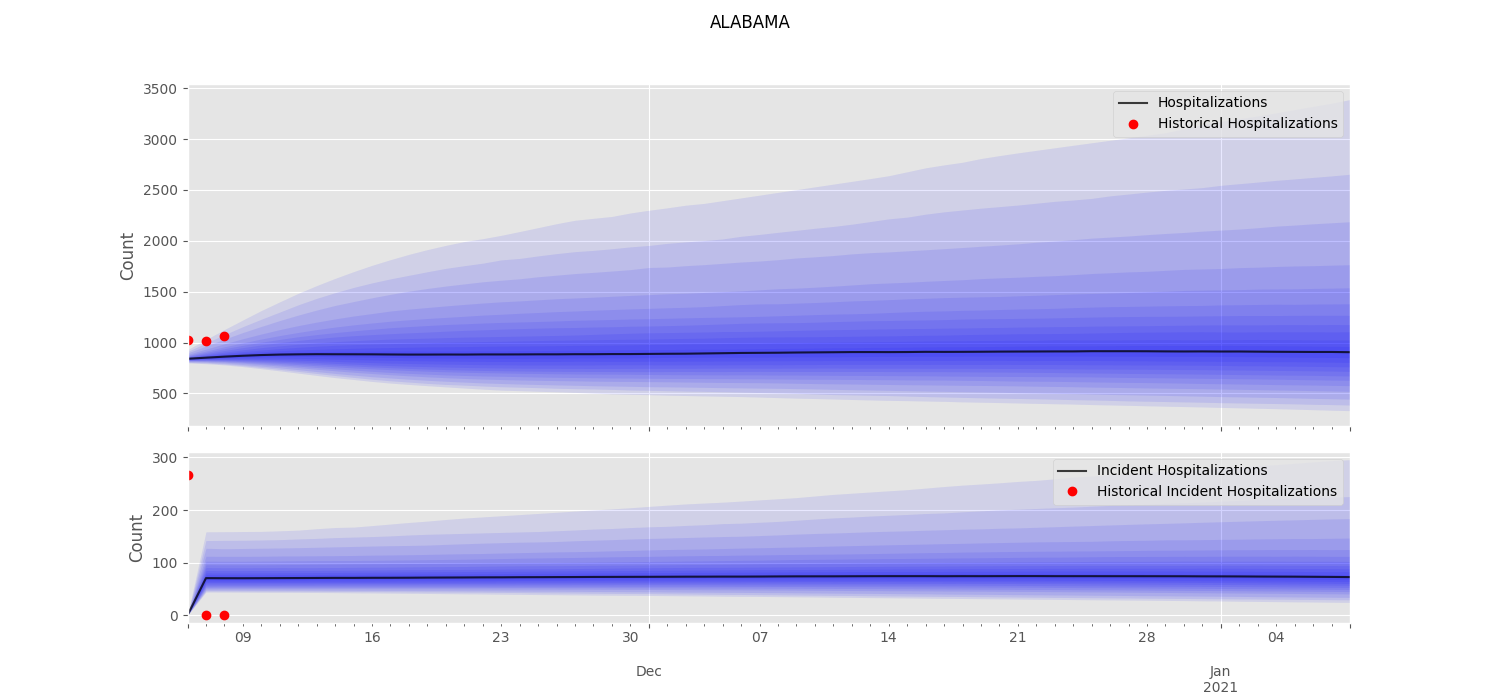 ALABAMA
3500
3000
2500
2000
1500
1000
500
Count
Hospitalizations
Historical Hospitalizations
300
200
100
0
Count
Incident Hospitalizations
Historical Incident Hospitalizations
09 16 23 30 07 14 21 28 04
Dec Jan
2021